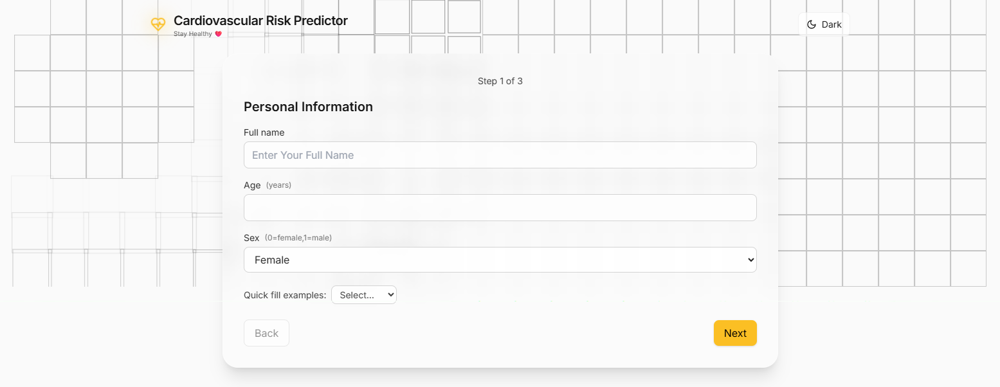 Cardiovascular Risk Predictor
Stay Healthy 💖
Dark
Step 1 of 3
Personal Information
Full name
Enter Your Full Name
Age (years)
Sex (0=female,1=male)
Female
Quick fill examples: Select...
Back
Next